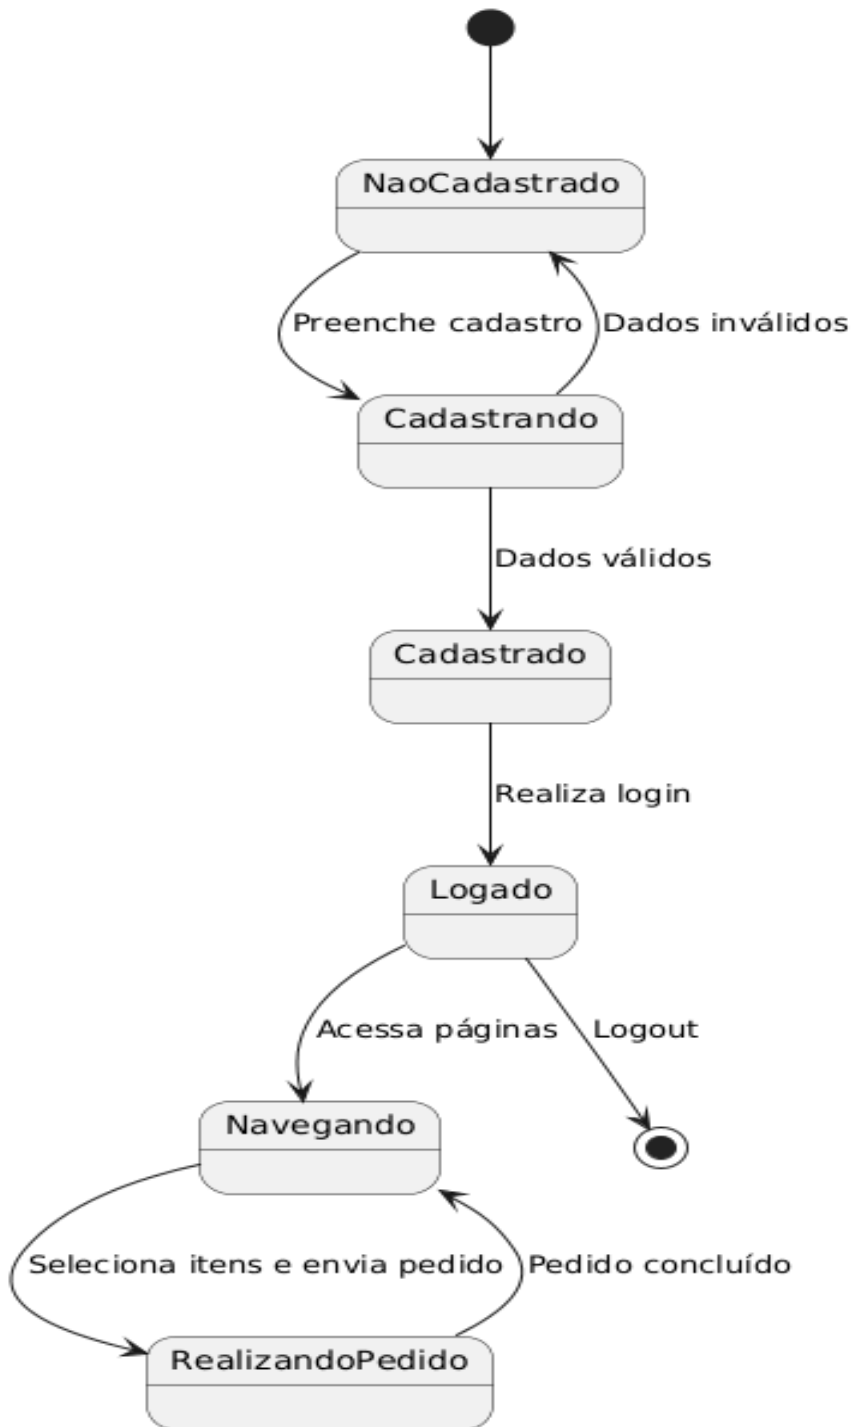 NaoCadastrado
Preenche cadastro
Dados inválidos
Cadastrando
Dados válidos
Cadastrado
Realiza login
Logado
Acessa páginas
Logout
Navegando
Seleciona itens e envia pedido
Pedido concluído
RealizandoPedido